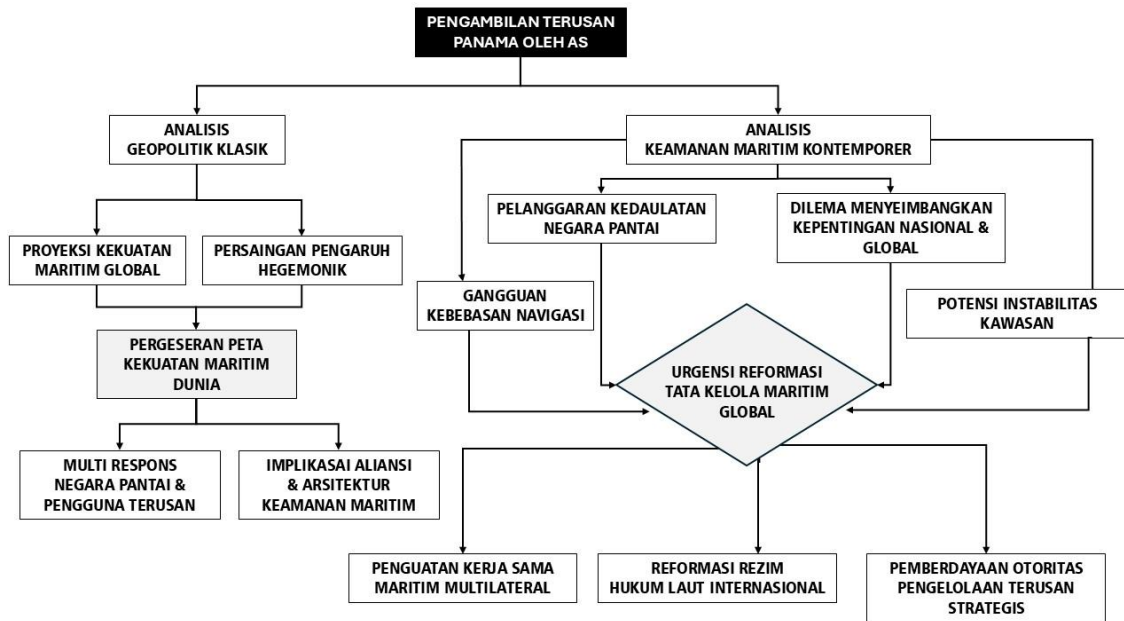 PENGAMBILAN TERUSAN
PANAMA OLEH AS
ANALISIS
GEOPOLITIK KLASIK
ANALISIS
KEAMANAN MARITIM KONTEMPORER
PROYEKSI KEKUATAN
MARITIM GLOBAL
PERSAINGAN PENGARUH
HEGEMONIK
PELANGGARAN KEDAULATAN
NEGARA PANTAI
DILEMA MENYEIMBANGKAN
KEPENTINGAN NASIONAL &
GLOBAL
GANGGUAN
KEBEBASAN NAVIGASI
POTENSI INSTABILITAS
KAWASAN
PERGESERAN PETA
KEKUATAN MARITIM
DUNIA
URGENSI REFORMASI
TATA KELOLA MARITIM
GLOBAL
MULTI RESPONS
NEGARA PANTAI &
PENGGUNA TERUSAN
IMPLIKASAI ALIANSI
& ARSITEKTUR
KEAMANAN MARITIM
PENGUATAN KERJA SAMA
MARITIM MULTILATERAL
REFORMASI REZIM
HUKUM LAUT INTERNASIONAL
PEMBERDAYAAN OTORITAS
PENGELOLAAN TERUSAN
STRATEGIS